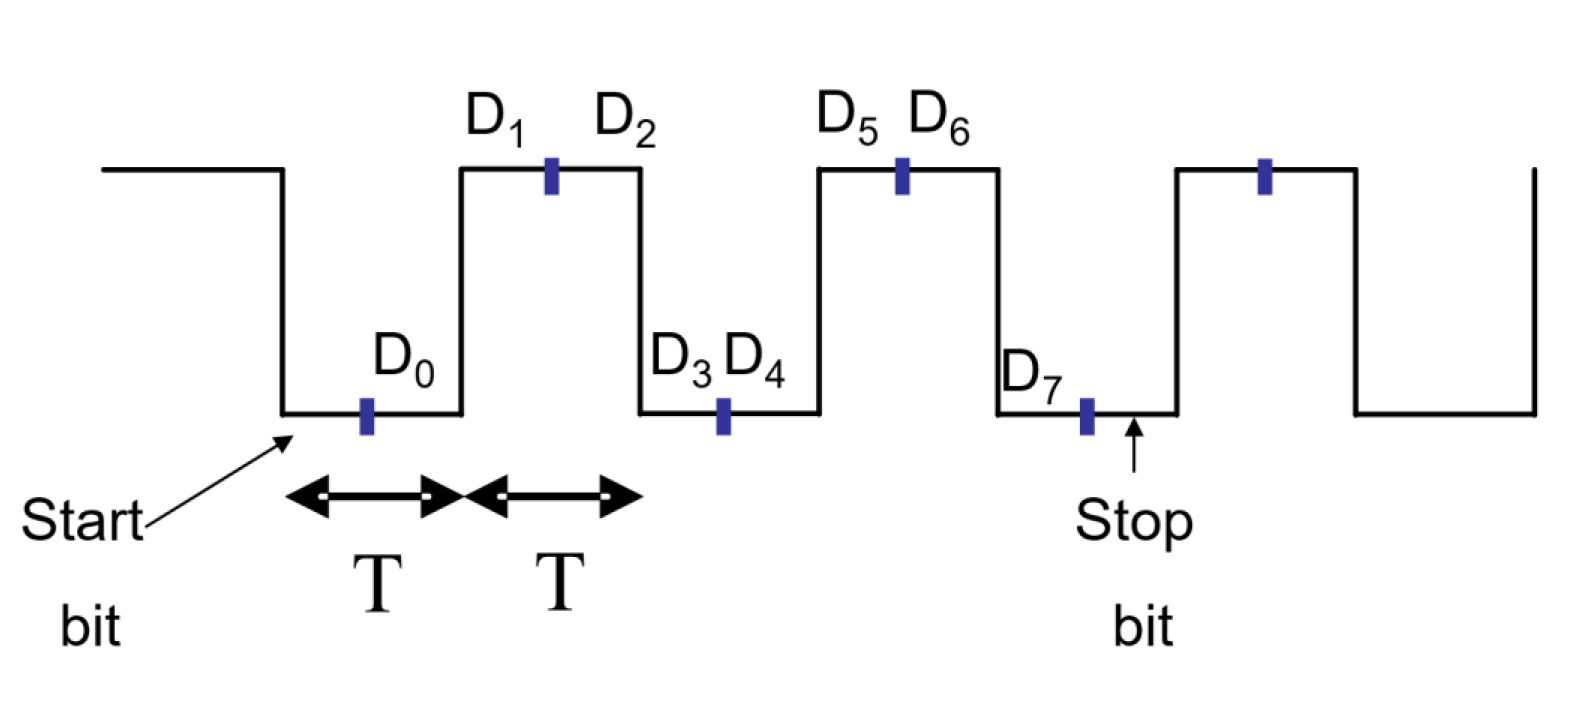 D₁ D₂ D₅ D₆
D₀ D₃ D₄ D₇
Start
bit
T T
Stop
bit